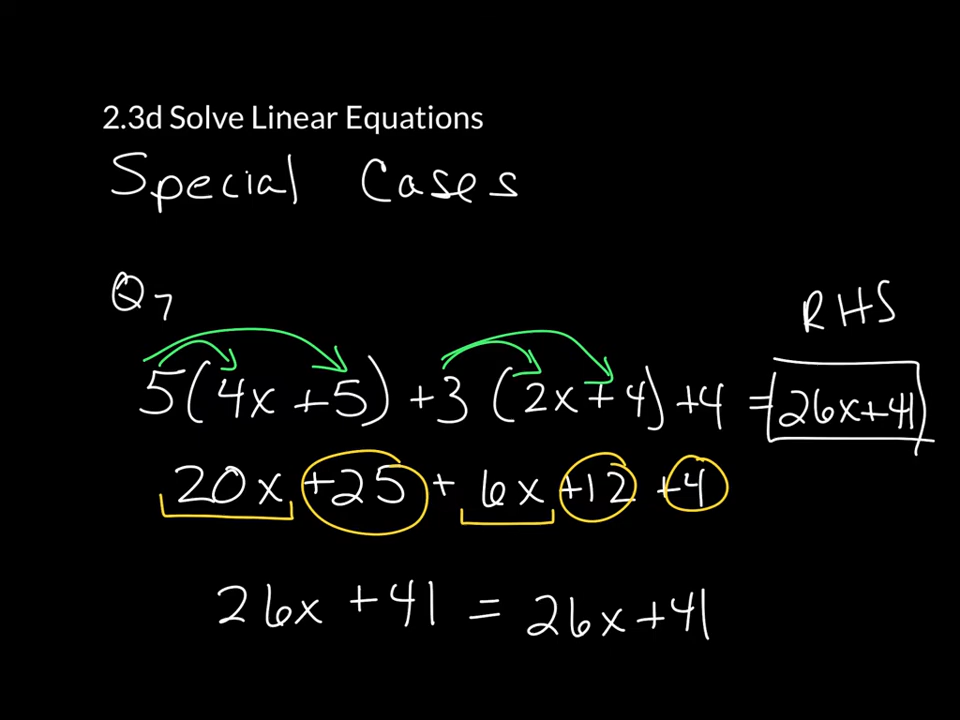 2.3d Solve Linear Equations
Special Cases
Q7
RHS
5(4x+5)+3(2x+4)+4=26x+41
20x+25+6x+12+4
26x+41=26x+41